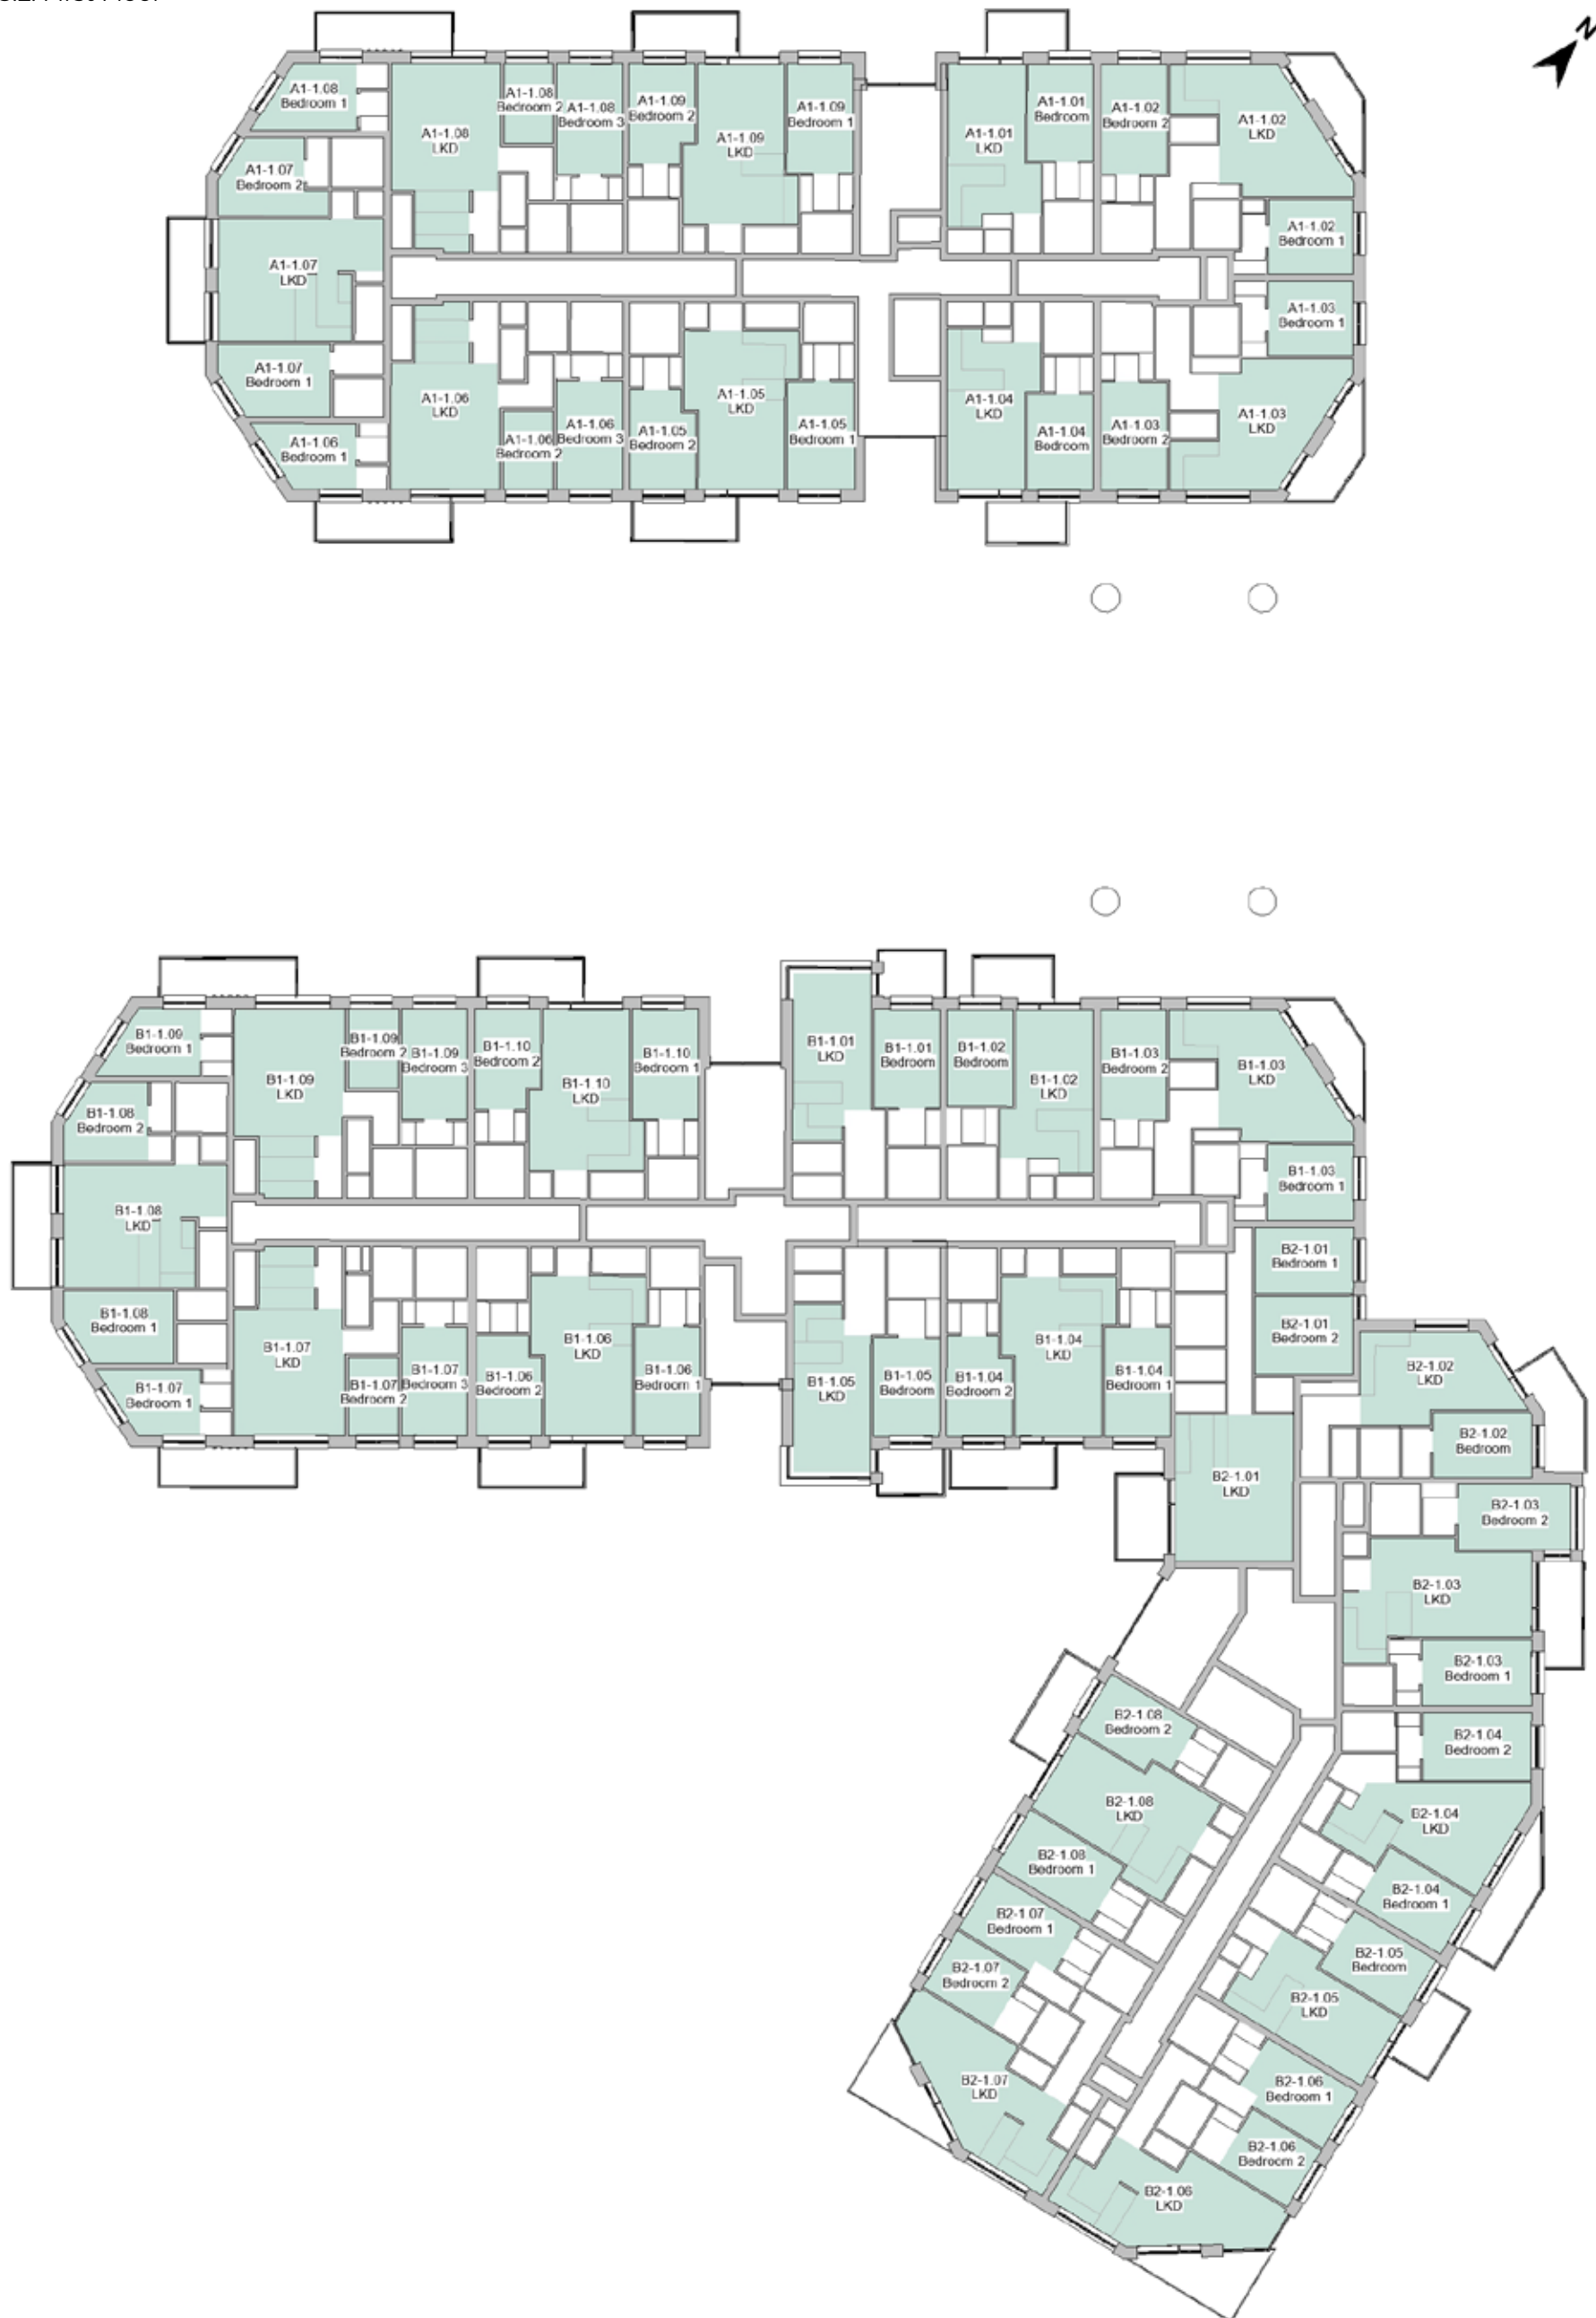 N
A1-1.08
Bedroom 1
A1-1.08
LKD
A1-1.08
Bedroom 2
A1-1.08
Bedroom 3
A1-1.09
Bedroom 2
A1-1.09
LKD
A1-1.09
Bedroom 1
A1-1.01
LKD
A1-1.01
Bedroom
A1-1.02
Bedroom 2
A1-1.02
LKD
A1-1.07
Bedroom 2
A1-1.02
Bedroom 1
A1-1.07
LKD
A1-1.03
Bedroom 1
A1-1.07
Bedroom 1
A1-1.06
LKD
A1-1.06
Bedroom 1
A1-1.06
Bedroom 2
A1-1.06
Bedroom 3
A1-1.05
Bedroom 2
A1-1.05
LKD
A1-1.05
Bedroom 1
A1-1.04
LKD
A1-1.04
Bedroom
A1-1.03
Bedroom 2
A1-1.03
LKD
B1-1.09
Bedroom 1
B1-1.09
LKD
B1-1.09
Bedroom 2
B1-1.09
Bedroom 3
B1-1.10
Bedroom 2
B1-1.10
LKD
B1-1.10
Bedroom 1
B1-1.01
LKD
B1-1.01
Bedroom
B1-1.02
Bedroom
B1-1.02
LKD
B1-1.03
Bedroom 2
B1-1.03
LKD
B1-1.08
Bedroom 2
B1-1.03
Bedroom 1
B1-1.08
LKD
B2-1.01
Bedroom 1
B1-1.08
Bedroom 1
B2-1.01
Bedroom 2
B1-1.07
LKD
B1-1.07
Bedroom 1
B1-1.07
Bedroom 2
B1-1.07
Bedroom 3
B1-1.06
Bedroom 2
B1-1.06
LKD
B1-1.06
Bedroom 1
B1-1.05
LKD
B1-1.05
Bedroom
B1-1.04
Bedroom 2
B1-1.04
LKD
B1-1.04
Bedroom 1
B2-1.02
LKD
B2-1.02
Bedroom
B2-1.01
LKD
B2-1.03
Bedroom 2
B2-1.03
LKD
B2-1.03
Bedroom 1
B2-1.08
Bedroom 2
B2-1.04
Bedroom 2
B2-1.08
LKD
B2-1.04
LKD
B2-1.08
Bedroom 1
B2-1.04
Bedroom 1
B2-1.07
Bedroom 1
B2-1.05
Bedroom
B2-1.07
Bedroom 2
B2-1.05
LKD
B2-1.07
LKD
B2-1.06
Bedroom 1
B2-1.06
Bedroom 2
B2-1.06
LKD